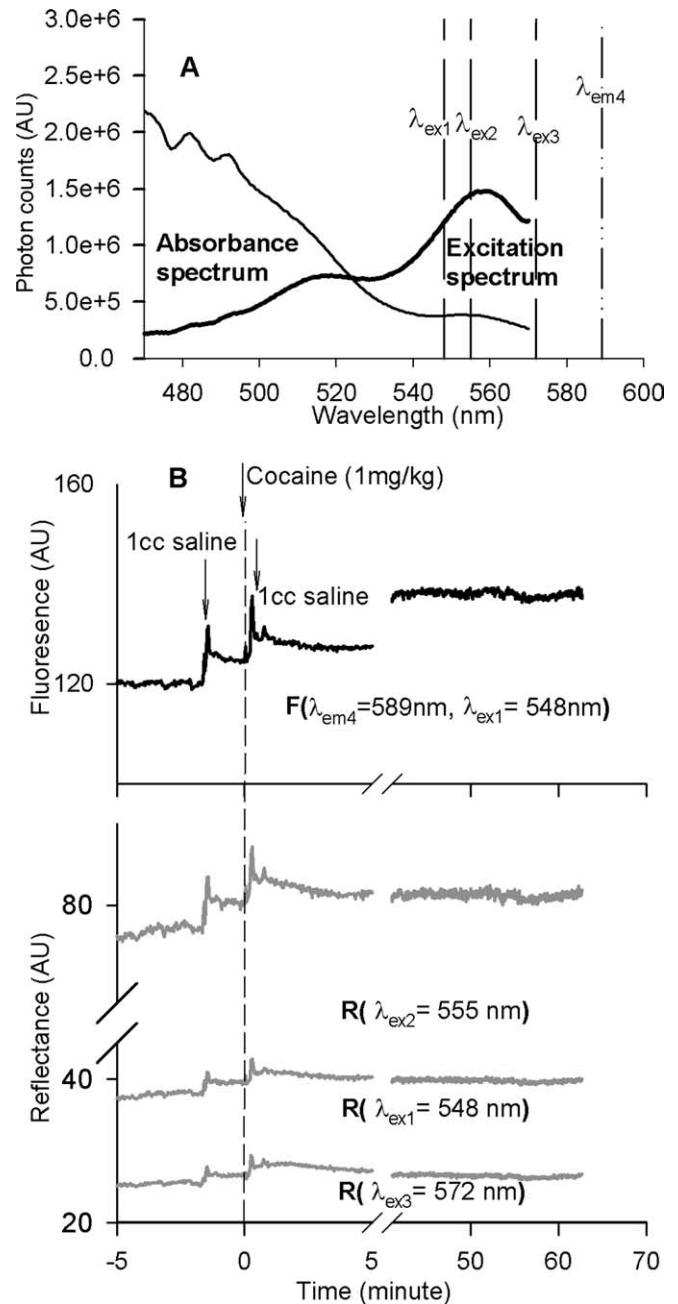 A
Photon counts (AU)
3.0e+6
2.5e+6
2.0e+6
1.5e+6
1.0e+6
5.0e+5
0.0
λex1 λex2 λex3 λem4
Absorbance
spectrum
Excitation
spectrum
480 500 520 540 560 580 600
Wavelength (nm)
B
Cocaine (1mg/kg)
1cc saline
1cc saline
Fluoresence (AU)
160
120
F(λem4=589nm, λex1= 548nm)
50 60 70
Reflectance (AU)
80
R( λex2= 555 nm)
40
R( λex1= 548 nm)
R( λex3= 572 nm)
20
-5 0 5 50 60 70
Time (minute)